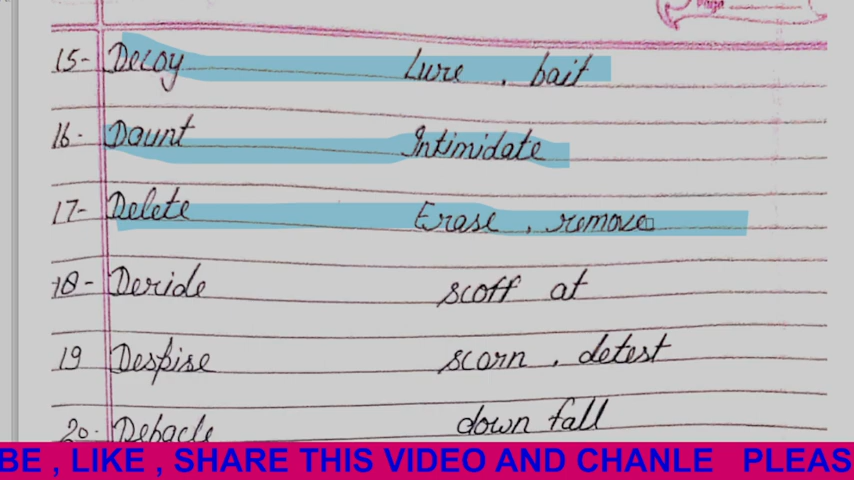 Page
15- Decoy Lure , bait
16- Daunt Intimidate
17- Delete Erase , remove
18- Deride scoff at
19 Despise scorn , detest
20- Debacle down fall
BE , LIKE , SHARE THIS VIDEO AND CHANLE PLEAS